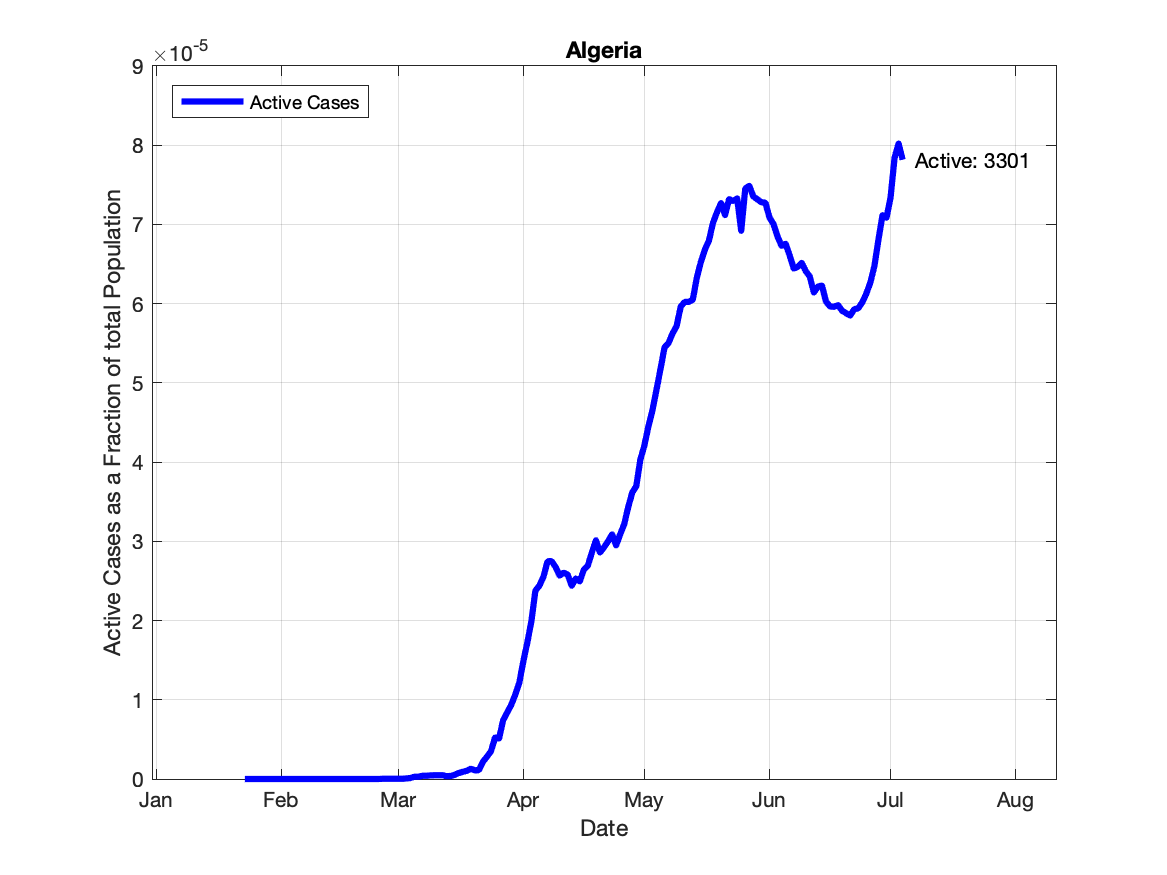 Algeria
×10-5
9
8
7
6
5
4
3
2
1
0
Active Cases
Active: 3301
Active Cases as a Fraction of total Population
Jan Feb Mar Apr May Jun Jul Aug
Date